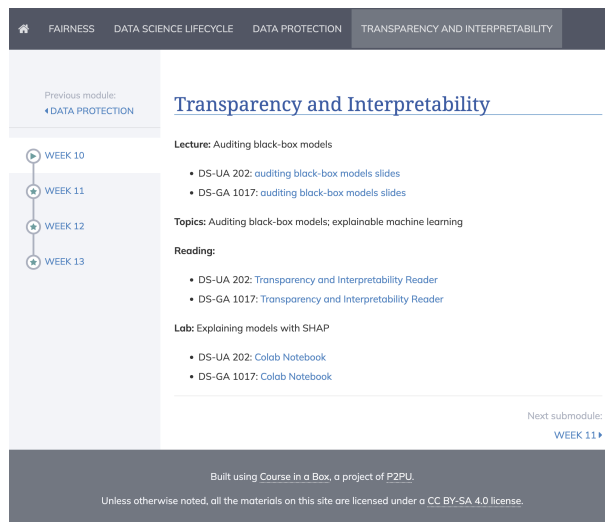 FAIRNESS DATA SCIENCE LIFECYCLE DATA PROTECTION TRANSPARENCY AND INTERPRETABILITY
Previous module:
DATA PROTECTION
WEEK 10
WEEK 11
WEEK 12
WEEK 13
Transparency and Interpretability
Lecture: Auditing black-box models
• DS-UA 202: auditing black-box models slides
• DS-GA 1017: auditing black-box models slides
Topics: Auditing black-box models; explainable machine learning
Reading:
• DS-UA 202: Transparency and Interpretability Reader
• DS-GA 1017: Transparency and Interpretability Reader
Lab: Explaining models with SHAP
• DS-UA 202: Colab Notebook
• DS-GA 1017: Colab Notebook
Next submodule:
WEEK 11
Built using Course in a Box, a project of P2PU.
Unless otherwise noted, all the materials on this site are licensed under a CC BY-SA 4.0 license.